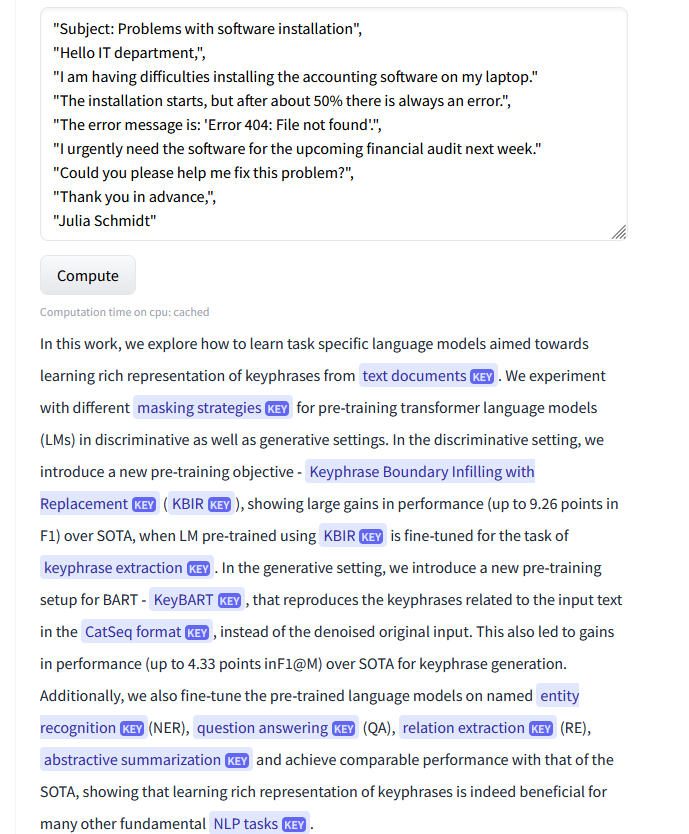 "Subject: Problems with software installation",
"Hello IT department,",
"I am having difficulties installing the accounting software on my laptop."
"The installation starts, but after about 50% there is always an error.",
"The error message is: 'Error 404: File not found'.",
"I urgently need the software for the upcoming financial audit next week."
"Could you please help me fix this problem?",
"Thank you in advance,",
"Julia Schmidt"
Compute
Computation time on cpu: cached
In this work, we explore how to learn task specific language models aimed towards
learning rich representation of keyphrases from text documents KEY . We experiment
with different masking strategies KEY for pre-training transformer language models
(LMs) in discriminative as well as generative settings. In the discriminative setting, we
introduce a new pre-training objective - Keyphrase Boundary Infilling with
Replacement KEY ( KBIR KEY ), showing large gains in performance (up to 9.26 points in
F1) over SOTA, when LM pre-trained using KBIR KEY is fine-tuned for the task of
keyphrase extraction KEY . In the generative setting, we introduce a new pre-training
setup for BART - KeyBART KEY , that reproduces the keyphrases related to the input text
in the CatSeq format KEY , instead of the denoised original input. This also led to gains
in performance (up to 4.33 points inF1@M) over SOTA for keyphrase generation.
Additionally, we also fine-tune the pre-trained language models on named entity
recognition KEY (NER), question answering KEY (QA), relation extraction KEY (RE),
abstractive summarization KEY and achieve comparable performance with that of the
SOTA, showing that learning rich representation of keyphrases is indeed beneficial for
many other fundamental NLP tasks KEY .